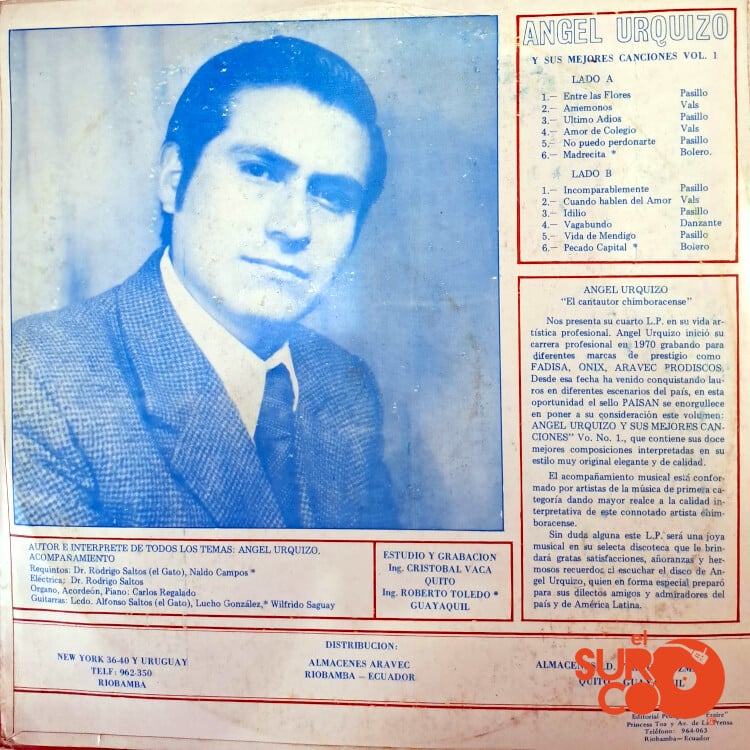 ANGEL URQUIZO
Y SUS MEJORES CANCIONES VOL. 1
LADO A
1.— Entre las Flores Pasillo
2.— Amemonos Vals
3.— Ultimo Adios Pasillo
4.— Amor de Colegio Vals
5.— No puedo perdonarte Pasillo
6.— Madrecita * Bolero.
LADO B
1.— Incomparablemente Pasillo
2.— Cuando hablen del Amor Vals
3.— Idilio Pasillo
4.— Vagabundo Danzante
5.— Vida de Mendigo Pasillo
6.— Pecado Capital * Bolero
ANGEL URQUIZO
"El cantautor chimboracense"
Nos presenta su cuarto L.P. en su vida ar-
tística profesional. Angel Urquizo inició su
carrera profesional en 1970 grabando para
diferentes marcas de prestigio como
FADISA, ONIX, ARAVEC PRODISCOS.
Desde esa fecha ha venido conquistando lau-
ros en diferentes escenarios del país, en esta
oportunidad el sello PAISAN se enorgullece
en poner a su consideración este volumen:
ANGEL URQUIZO Y SUS MEJORES CAN-
CIONES" Vo. No. 1., que contiene sus doce
mejores composiciones interpretadas en su
estilo muy original elegante y de calidad.
El acompañamiento musical está confor-
mado por artistas de la música de primera ca-
tegoría dando mayor realce a la calidad in-
terpretativa de este connotado artista chim-
boracense.
Sin duda alguna este L.P. será una joya
musical en su selecta discoteca que le brin-
dará gratas satisfacciones, añoranzas y her-
mosos recuerdos al escuchar el disco de An-
gel Urquizo, quien en forma especial preparó
para sus dilectos amigos y admiradores del
país y de América Latina.
AUTOR E INTERPRETE DE TODOS LOS TEMAS: ANGEL URQUIZO.
ACOMPAÑAMIENTO
Requintos: Dr. Rodrigo Saltos (el Gato), Naldo Campos *
Eléctrica: Dr. Rodrigo Saltos
Organo, Acordeón, Piano: Carlos Regalado
Guitarras: Lcdo. Alfonso Saltos (el Gato), Lucho González,* Wilfrido Saguay
ESTUDIO Y GRABACION
Ing. CRISTOBAL VACA
QUITO
Ing. ROBERTO TOLEDO *
GUAYAQUIL
DISTRIBUCION:
NEW YORK 36-40 Y URUGUAY
TELF: 962-350
RIOBAMBA
ALMACENES ARAVEC
RIOBAMBA — ECUADOR
ALMACENES
QUITO — GUAYAQUIL
el
SURCO
Editorial
Princess Toa y Av. de La Prensa
Teléfono: 964-063
Riobamba—Ecuador